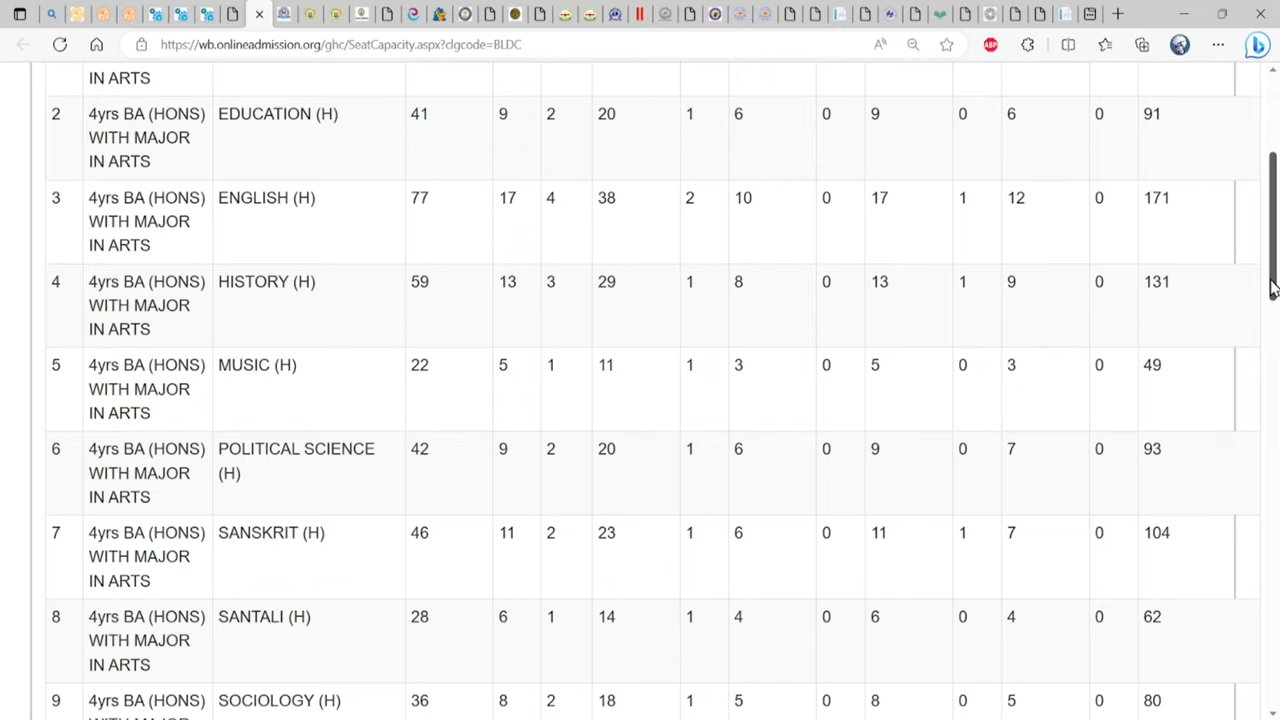 https://wb.onlineadmission.org/ghc/SeatCapacity.aspx?clgcode=BLDC
IN ARTS
2 4yrs BA (HONS) EDUCATION (H) 41 9 2 20 1 6 0 9 0 6 0 91
WITH MAJOR
IN ARTS
3 4yrs BA (HONS) ENGLISH (H) 77 17 4 38 2 10 0 17 1 12 0 171
WITH MAJOR
IN ARTS
4 4yrs BA (HONS) HISTORY (H) 59 13 3 29 1 8 0 13 1 9 0 131
WITH MAJOR
IN ARTS
5 4yrs BA (HONS) MUSIC (H) 22 5 1 11 1 3 0 5 0 3 0 49
WITH MAJOR
IN ARTS
6 4yrs BA (HONS) POLITICAL SCIENCE 42 9 2 20 1 6 0 9 0 7 0 93
WITH MAJOR (H)
IN ARTS
7 4yrs BA (HONS) SANSKRIT (H) 46 11 2 23 1 6 0 11 1 7 0 104
WITH MAJOR
IN ARTS
8 4yrs BA (HONS) SANTALI (H) 28 6 1 14 1 4 0 6 0 4 0 62
WITH MAJOR
IN ARTS
9 4yrs BA (HONS) SOCIOLOGY (H) 36 8 2 18 1 5 0 8 0 5 0 80